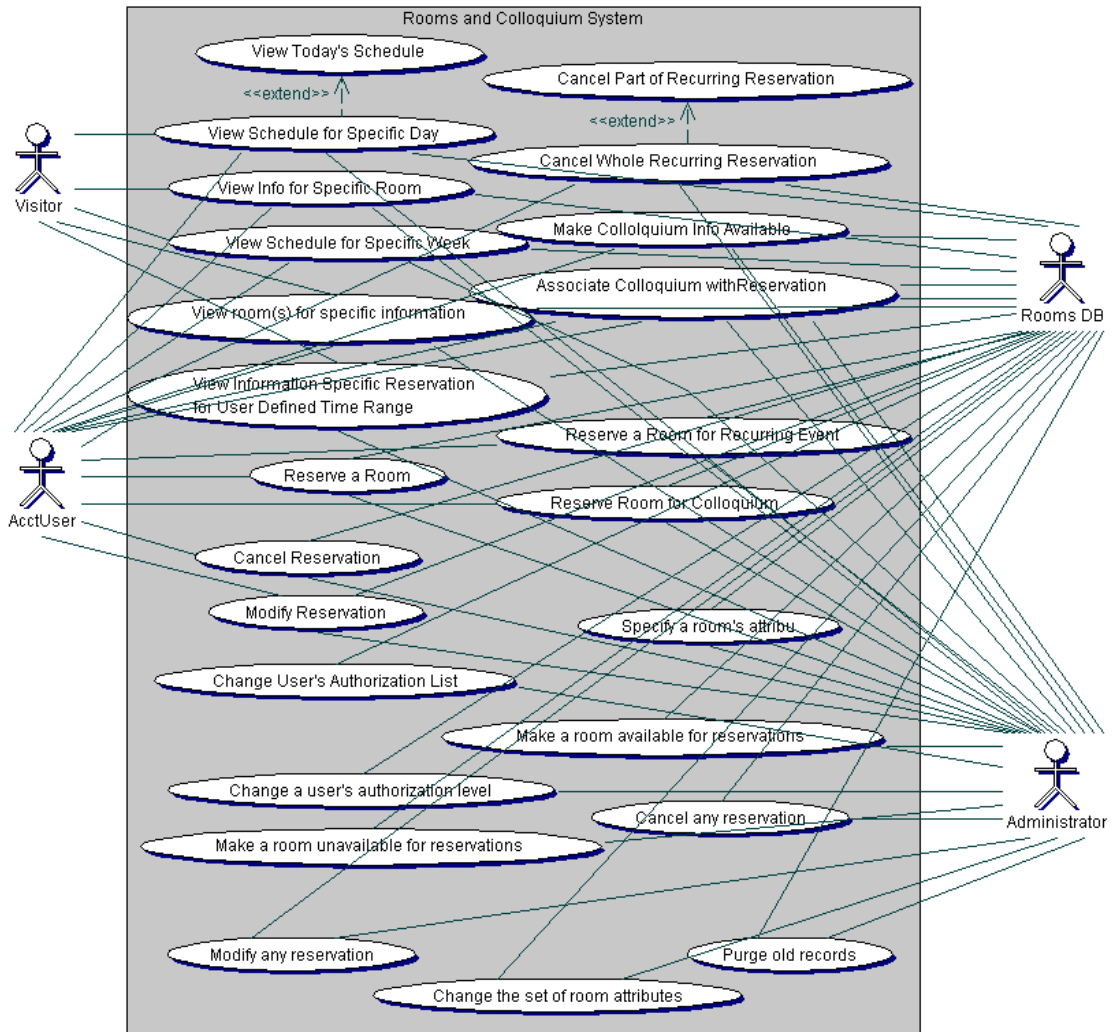 Rooms and Colloquium System
View Today's Schedule
Cancel Part of Recurring Reservation
<<extend>>
<<extend>>
View Schedule for Specific Day
Cancel Whole Recurring Reservation
View Info for Specific Room
Visitor
Make Collolquium Info Available
View Schedule for Specific Week
Associate Colloquium withReservation
Rooms DB
View room(s) for specific information
View Information Specific Reservation
for User Defined Time Range
Reserve a Room for Recurring Event
Reserve a Room
Reserve Room for Colloquium
AcctUser
Cancel Reservation
Modify Reservation
Specify a room's attribu
Change User's Authorization List
Make a room available for reservations
Change a user's authorization level
Cancel any reservation
Administrator
Make a room unavailable for reservations
Modify any reservation
Purge old records
Change the set of room attributes